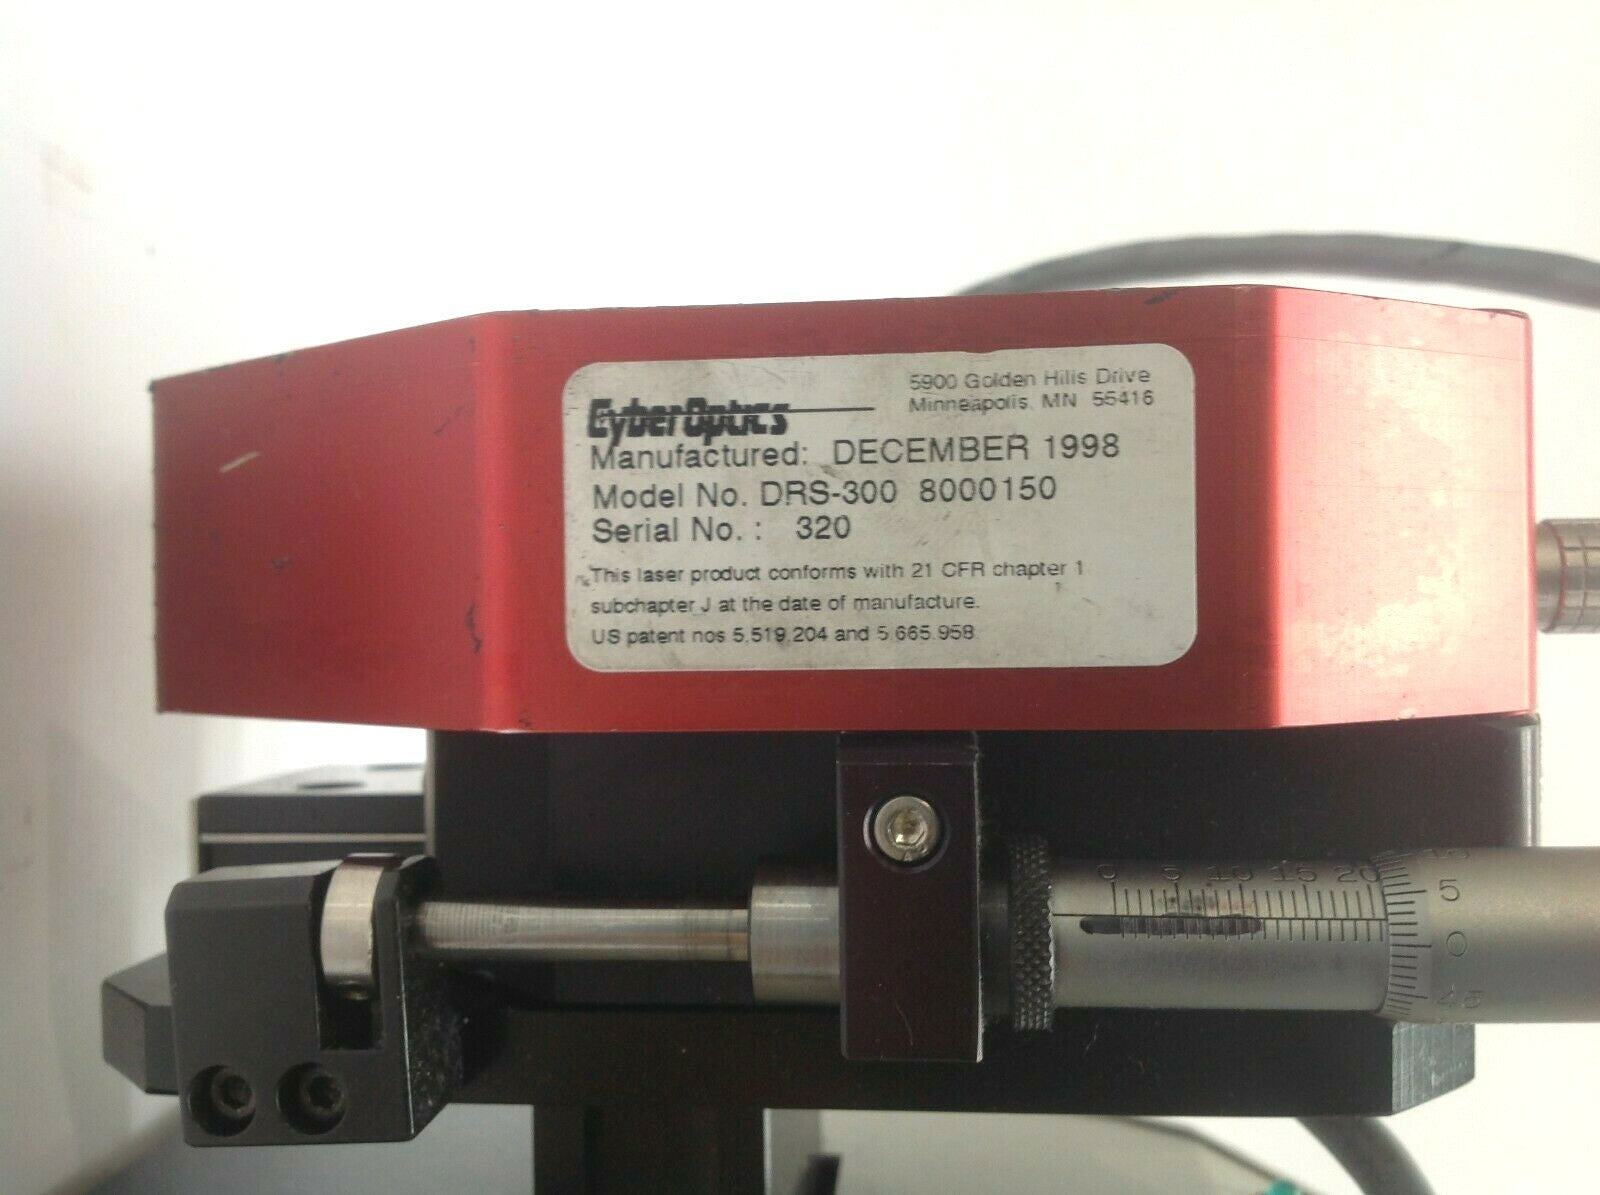 5900 Golden Hills Drive
Minneapolis, MN 55416
CyberOptics
Manufactured: DECEMBER 1998
Model No. DRS-300 8000150
Serial No. : 320
This laser product conforms with 21 CFR chapter 1
subchapter J at the date of manufacture.
US patent nos 5,519,204 and 5,665,958.
0 5 10 15 20
5
0
45